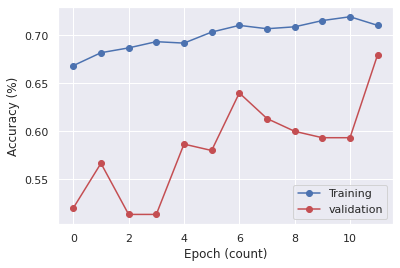 0.70
0.65
0.60
0.55
Accuracy (%)
0 2 4 6 8 10
Epoch (count)
Training
validation